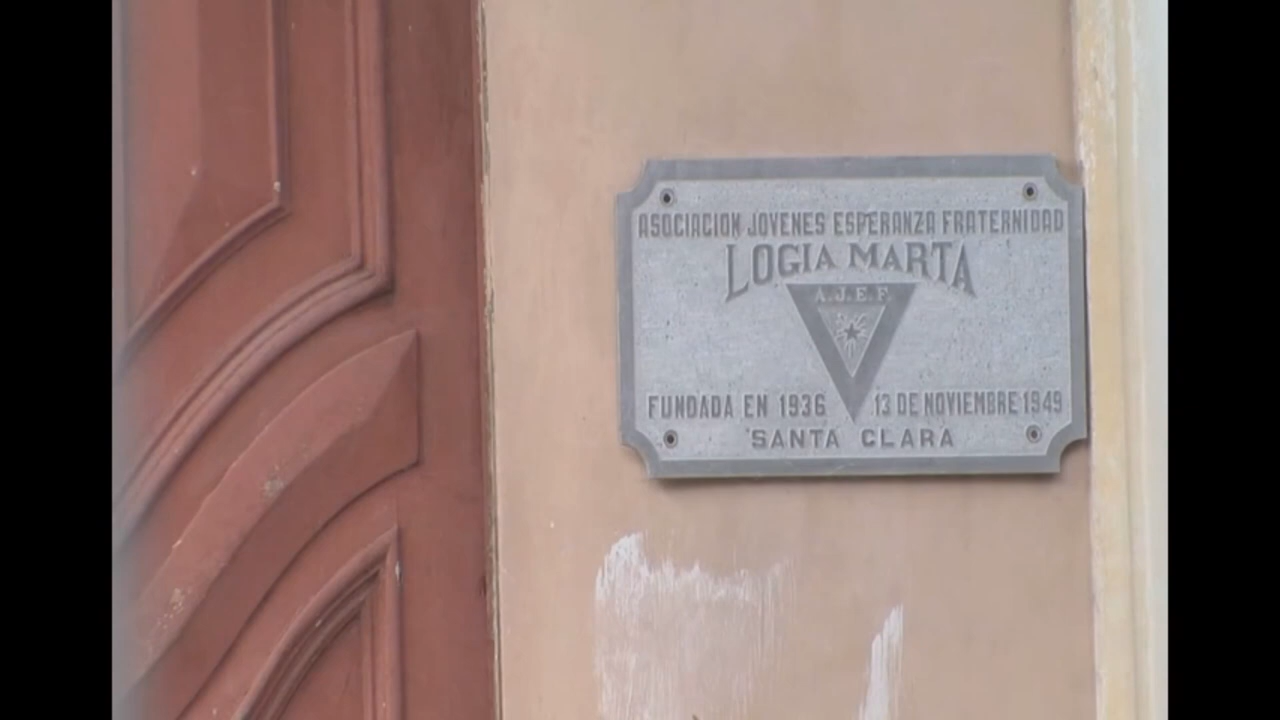 ASOCIACION JOVENES ESPERANZA FRATERNIDAD
LOGIA MARTA
A.J.E.F.
FUNDADA EN 1936 13 DE NOVIEMBRE 1949
SANTA CLARA